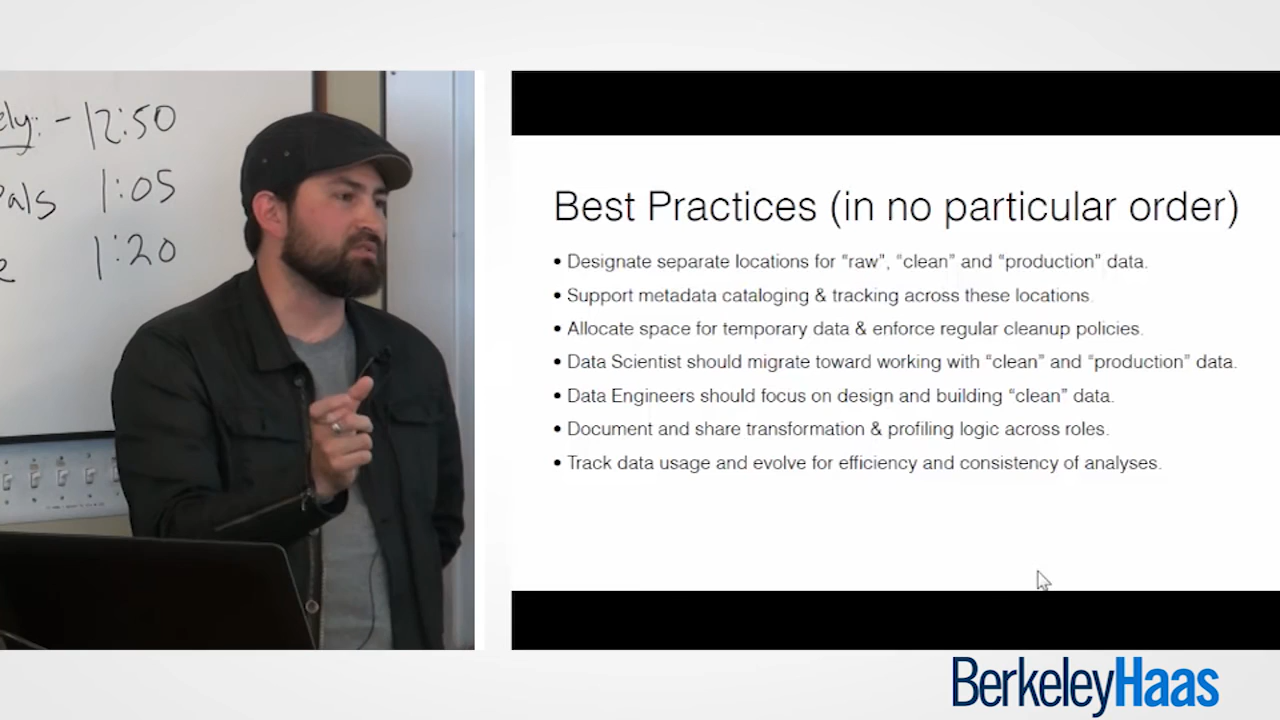 12:50
1:05
1:20
Best Practices (in no particular order)
• Designate separate locations for “raw”, “clean” and “production” data.
• Support metadata cataloging & tracking across these locations.
• Allocate space for temporary data & enforce regular cleanup policies.
• Data Scientist should migrate toward working with “clean” and “production” data.
• Data Engineers should focus on design and building “clean” data.
• Document and share transformation & profiling logic across roles.
• Track data usage and evolve for efficiency and consistency of analyses.
BerkeleyHaas